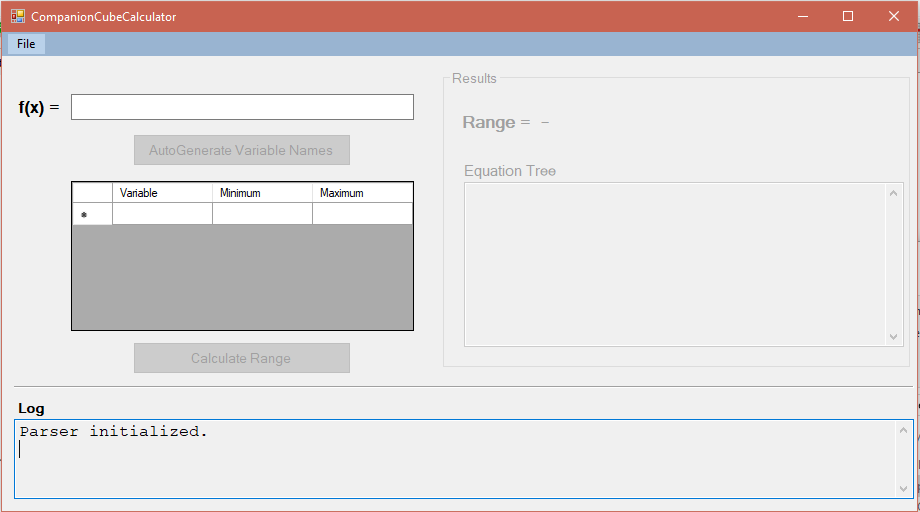 CompanionCubeCalculator
File
f(x) =
AutoGenerate Variable Names
Variable Minimum Maximum
*
Calculate Range
Results
Range = -
Equation Tree
Log
Parser initialized.